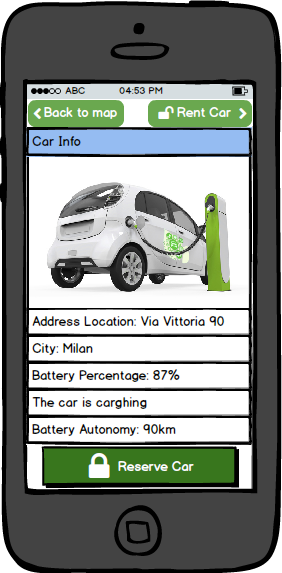 ABC 04:53 PM
Back to map Rent Car
Car Info
Address Location: Via Vittoria 90
City: Milan
Battery Percentage: 87%
The car is carghing
Battery Autonomy: 90km
Reserve Car